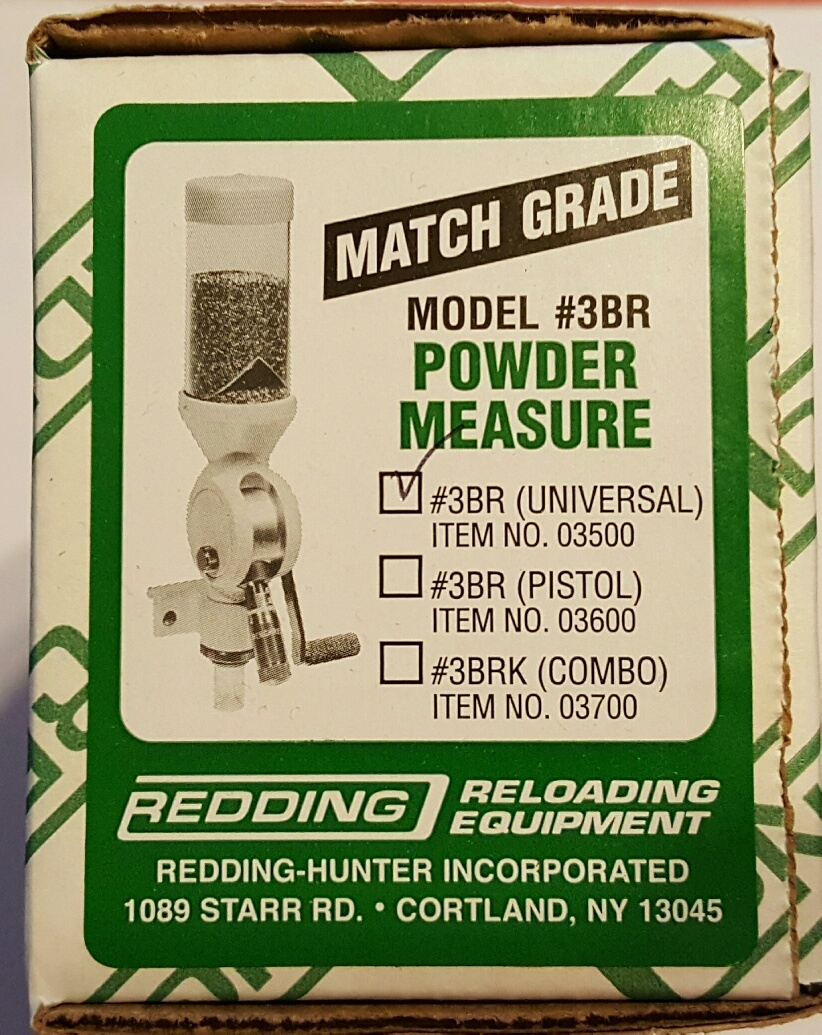 MATCH GRADE
MODEL #3BR
POWDER
MEASURE
#3BR (UNIVERSAL)
ITEM NO. 03500
#3BR (PISTOL)
ITEM NO. 03600
#3BRK (COMBO)
ITEM NO. 03700
REDDING RELOADING
EQUIPMENT
REDDING-HUNTER INCORPORATED
1089 STARR RD. • CORTLAND, NY 13045